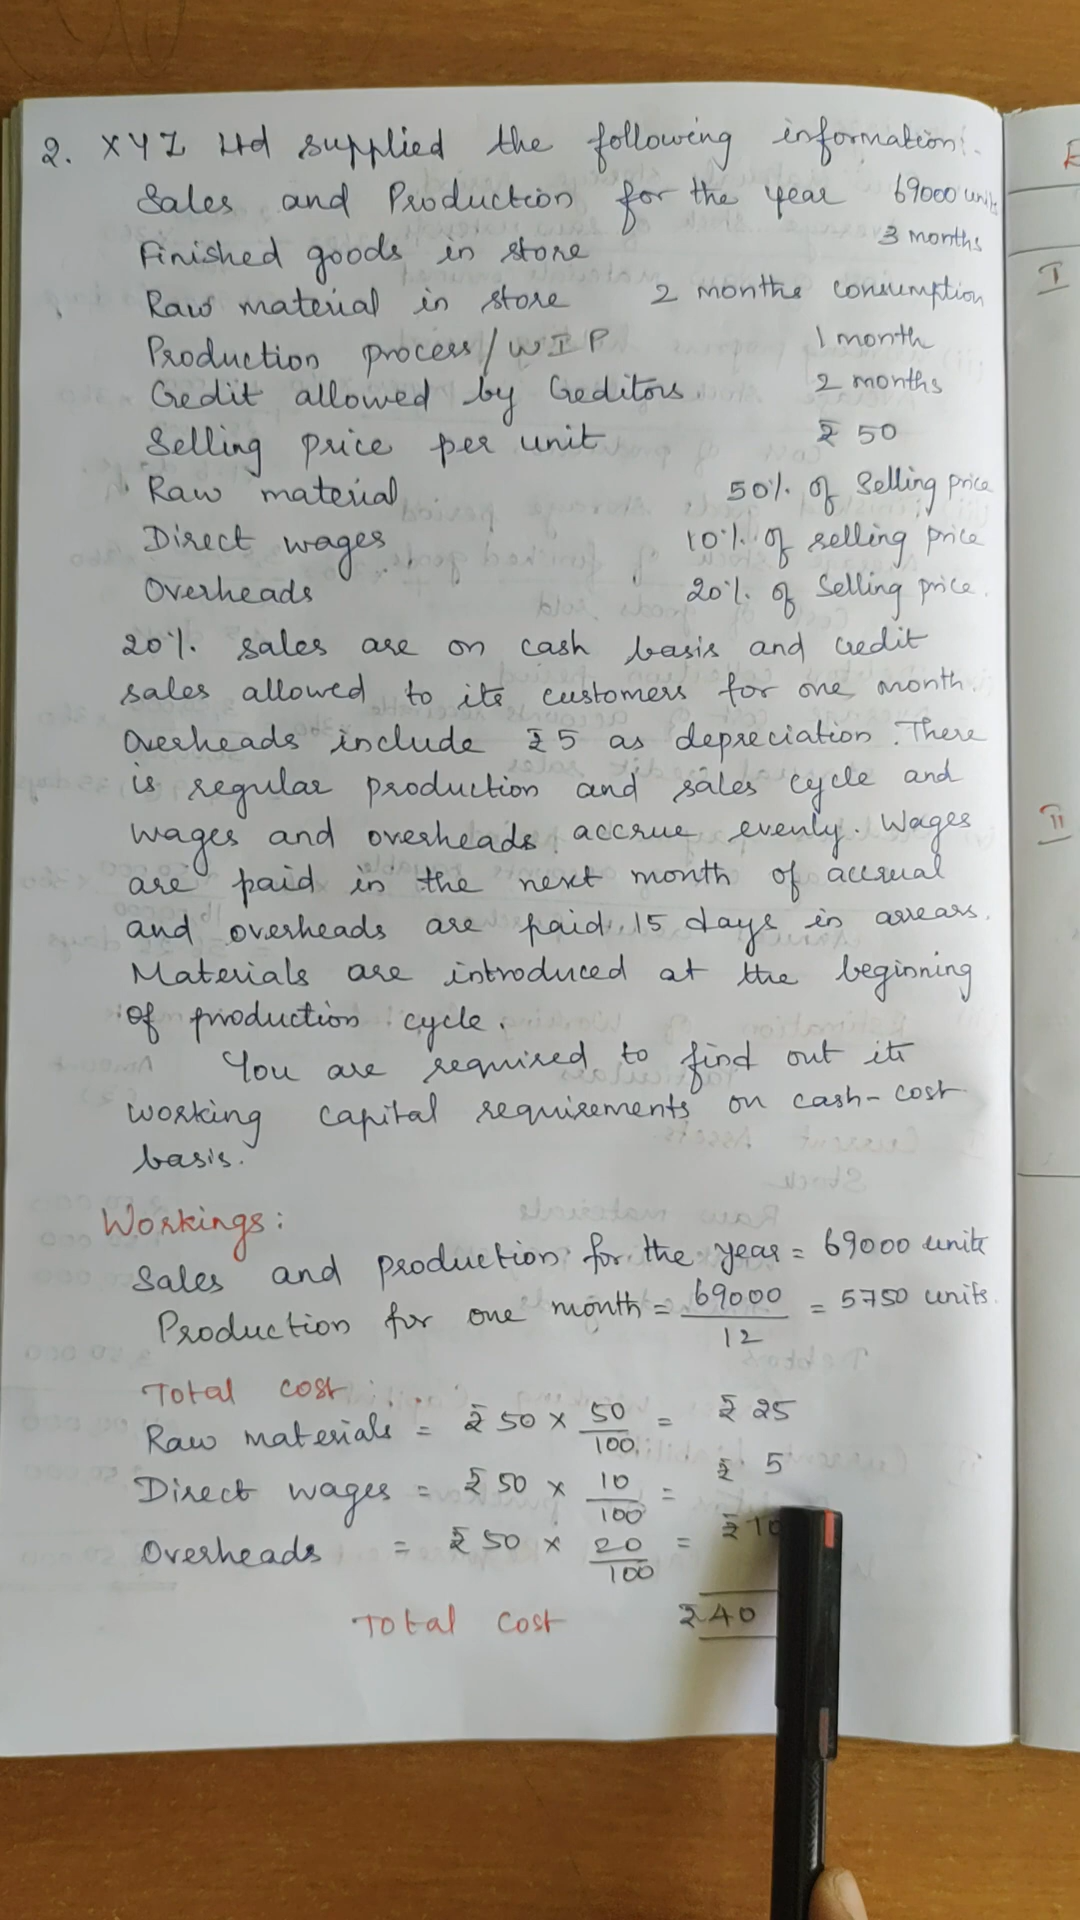 2. XYZ Ltd supplied the following information:-
Sales and Production for the year 69000 units
Finished goods in store 3 months
Raw material in store 2 months consumption
Production process/WIP 1 month
Credit allowed by Creditors 2 months
Selling price per unit ₹ 50
Raw material 50% of Selling price
Direct wages 10% of selling price
Overheads 20% of Selling price.
20% sales are on cash basis and credit
sales allowed to its customers for one month.
Overheads include ₹5 as depreciation. There
is regular production and sales cycle and
wages and overheads accrue evenly. Wages
are paid in the next month of accrual
and overheads are paid 15 days in arrears.
Materials are introduced at the beginning
of production cycle.
You are required to find out its
working capital requirements on cash-cost
basis.
Workings:
Sales and production for the year = 69000 units
Production for one month = 69000/12 = 5750 units.
Total cost:
Raw materials = ₹ 50 × 50/100 = ₹ 25
Direct wages = ₹ 50 × 10/100 = ₹ 5
Overheads = ₹ 50 × 20/100 = ₹ 10
Total Cost ₹40
I
II